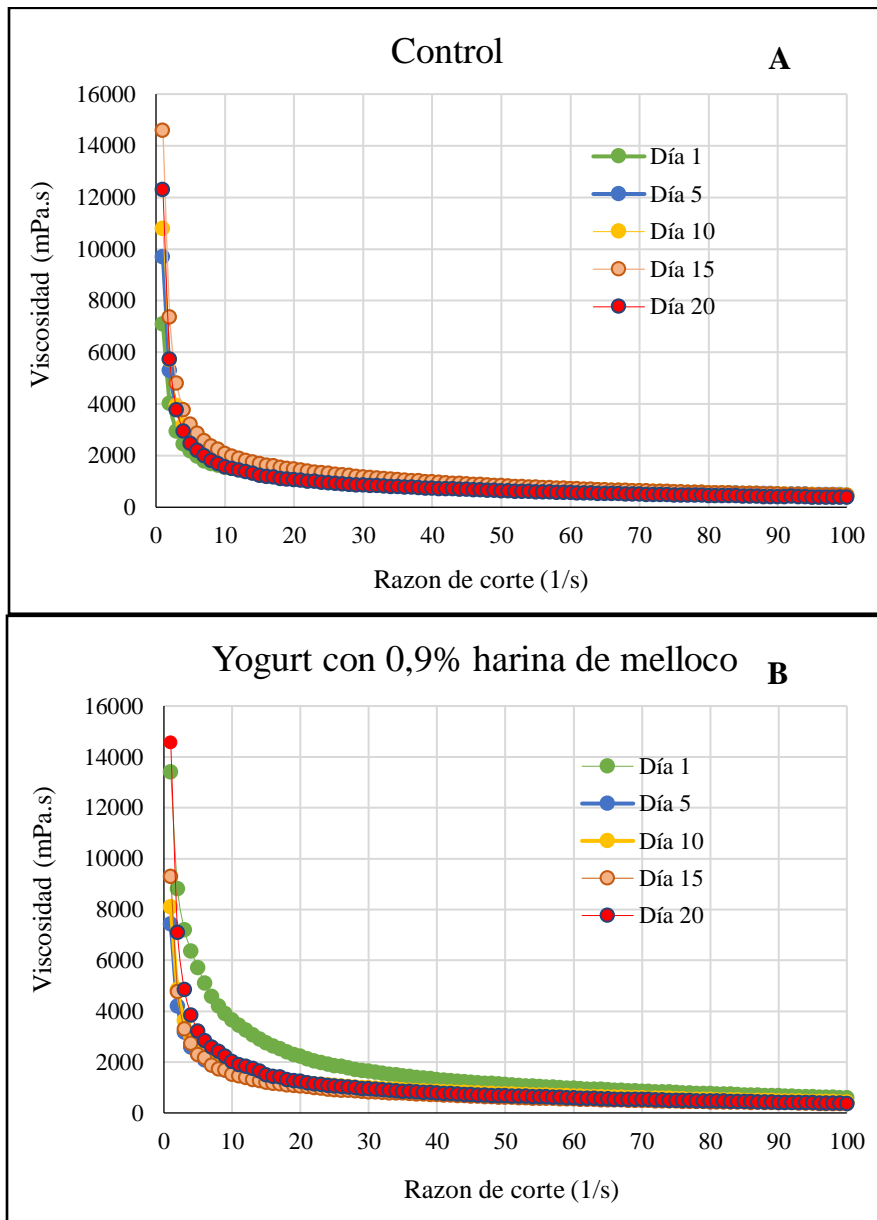 Control
A
16000
14000
12000
10000
8000
6000
4000
2000
0
Viscosidad (mPa.s)
Día 1
Día 5
Día 10
Día 15
Día 20
0 10 20 30 40 50 60 70 80 90 100
Razon de corte (1/s)
Yogurt con 0,9% harina de melloco
B
16000
14000
12000
10000
8000
6000
4000
2000
0
Viscosidad (mPa.s)
Día 1
Día 5
Día 10
Día 15
Día 20
0 10 20 30 40 50 60 70 80 90 100
Razon de corte (1/s)